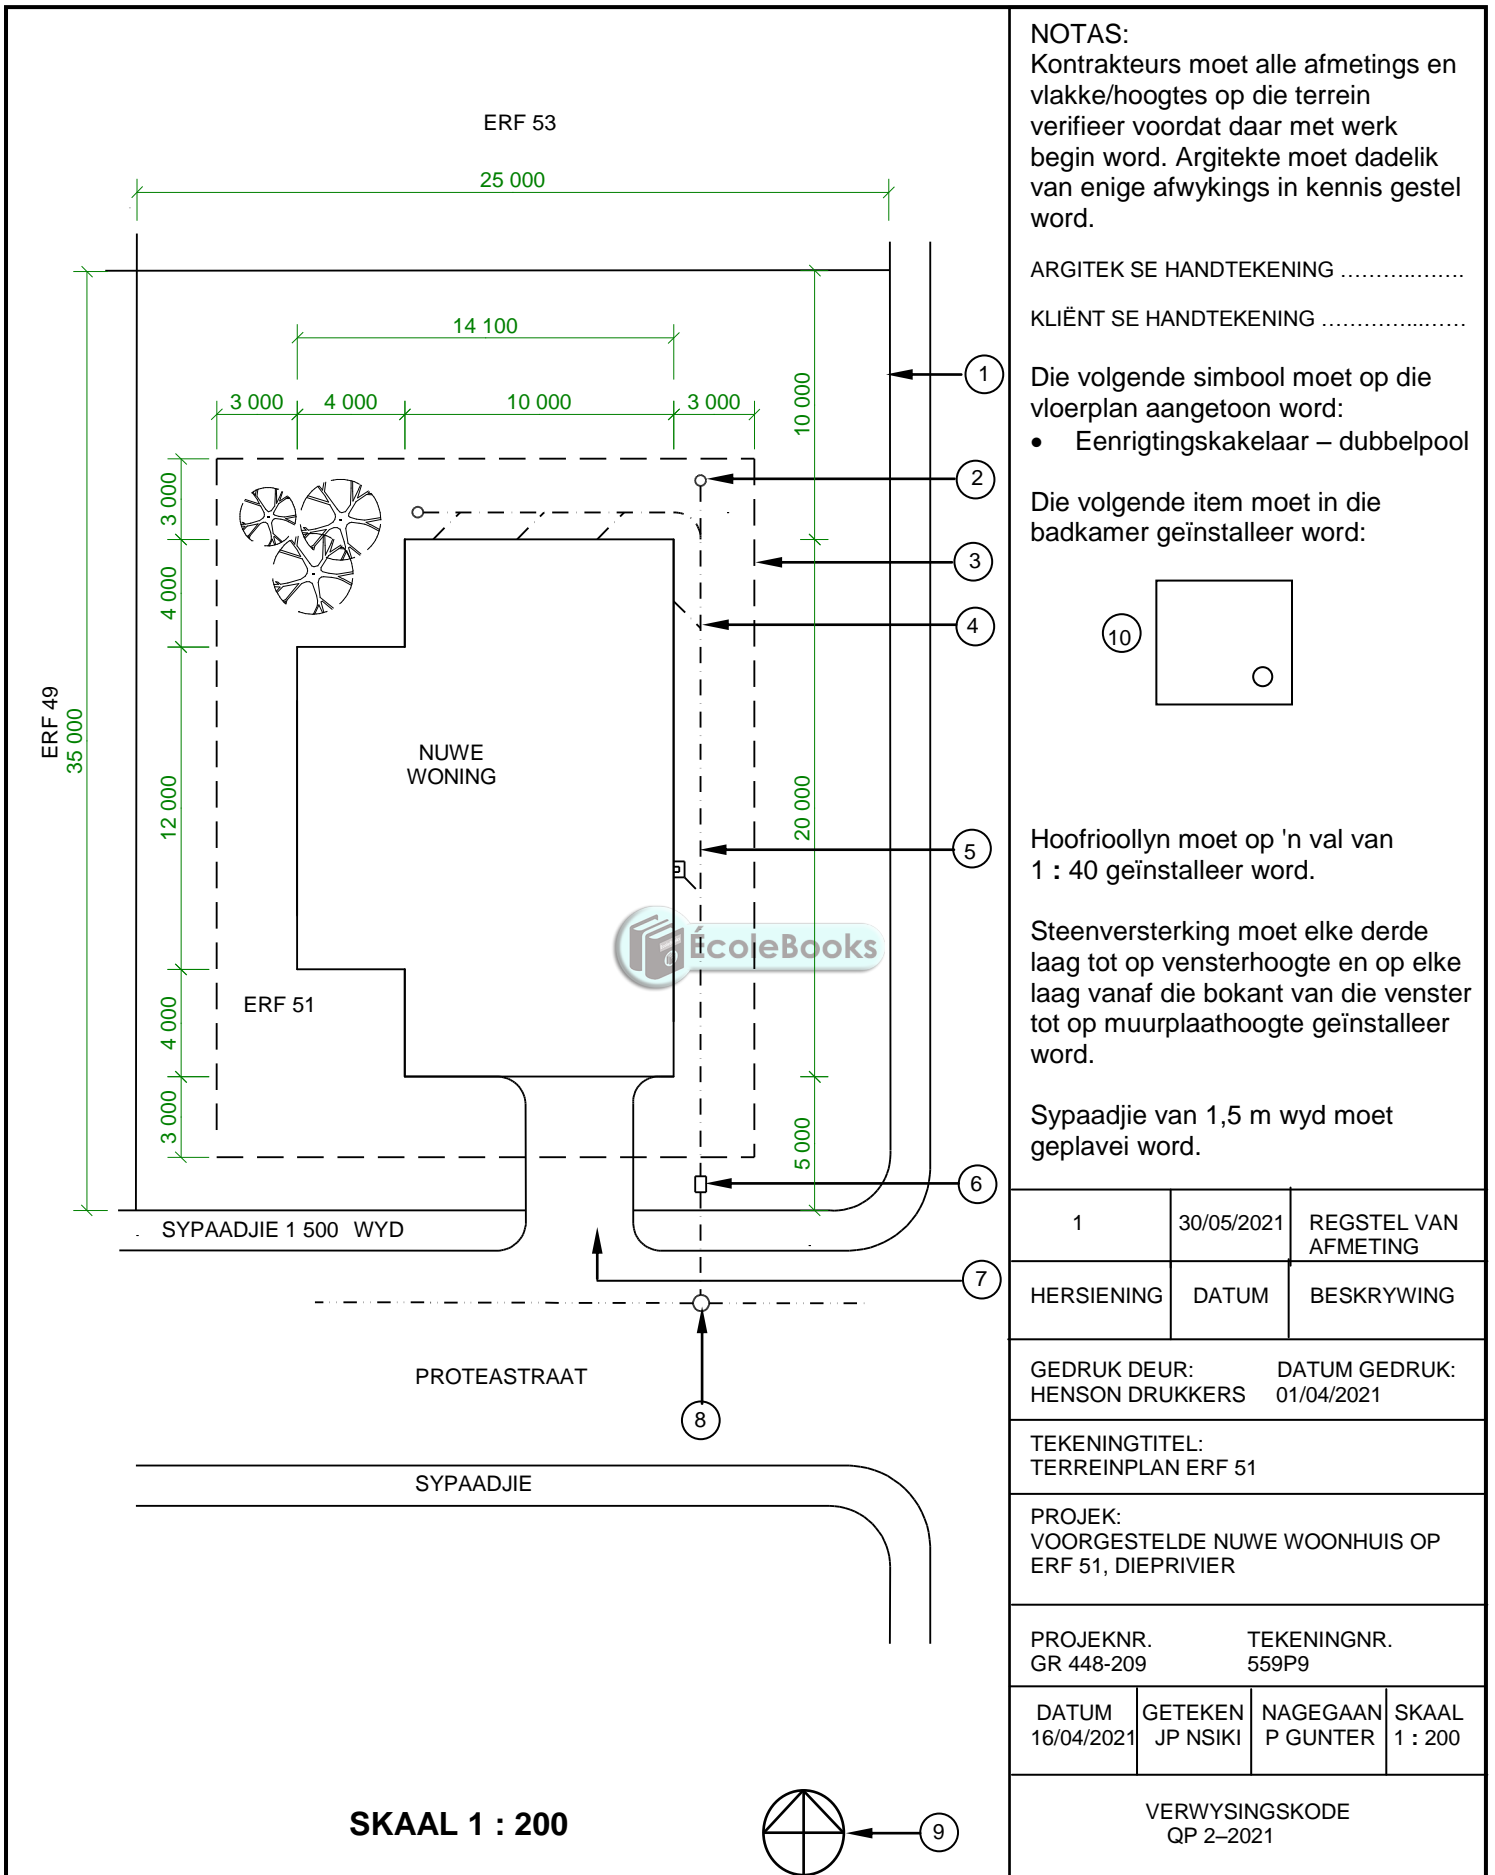 ERF 53
25 000
14 100
3 000
4 000
10 000
3 000
10 000
3 000
4 000
12 000
4 000
3 000
ERF 49
35 000
20 000
5 000
NUWE
WONING
ÉcoleBooks
ERF 51
SYPAADJIE 1 500 WYD
PROTEASTRAAT
SYPAADJIE
1
2
3
4
5
6
7
8
9
SKAAL 1 : 200
NOTAS:
Kontrakteurs moet alle afmetings en
vlakke/hoogtes op die terrein
verifieer voordat daar met werk
begin word. Argitekte moet dadelik
van enige afwykings in kennis gestel
word.
ARGITEK SE HANDTEKENING ...................
KLIËNT SE HANDTEKENING ......................
Die volgende simbool moet op die
vloerplan aangetoon word:
• Eenrigtingskakelaar – dubbelpool
Die volgende item moet in die
badkamer geïnstalleer word:
10
Hoofrioollyn moet op 'n val van
1 : 40 geïnstalleer word.
Steenversterking moet elke derde
laag tot op vensterhoogte en op elke
laag vanaf die bokant van die venster
tot op muurplaathoogte geïnstalleer
word.
Sypaadjie van 1,5 m wyd moet
geplavei word.
1 30/05/2021 REGSTEL VAN
AFMETING
HERSIENING DATUM BESKRYWING
GEDRUK DEUR: DATUM GEDRUK:
HENSON DRUKKERS 01/04/2021
TEKENINGTITEL:
TERREINPLAN ERF 51
PROJEK:
VOORGESTELDE NUWE WOONHUIS OP
ERF 51, DIEPRIVIER
PROJEKNR. TEKENINGNR.
GR 448-209 559P9
DATUM GETEKEN NAGEGAAN SKAAL
16/04/2021 JP NSIKI P GUNTER 1 : 200
VERWYSINGSKODE
QP 2–2021